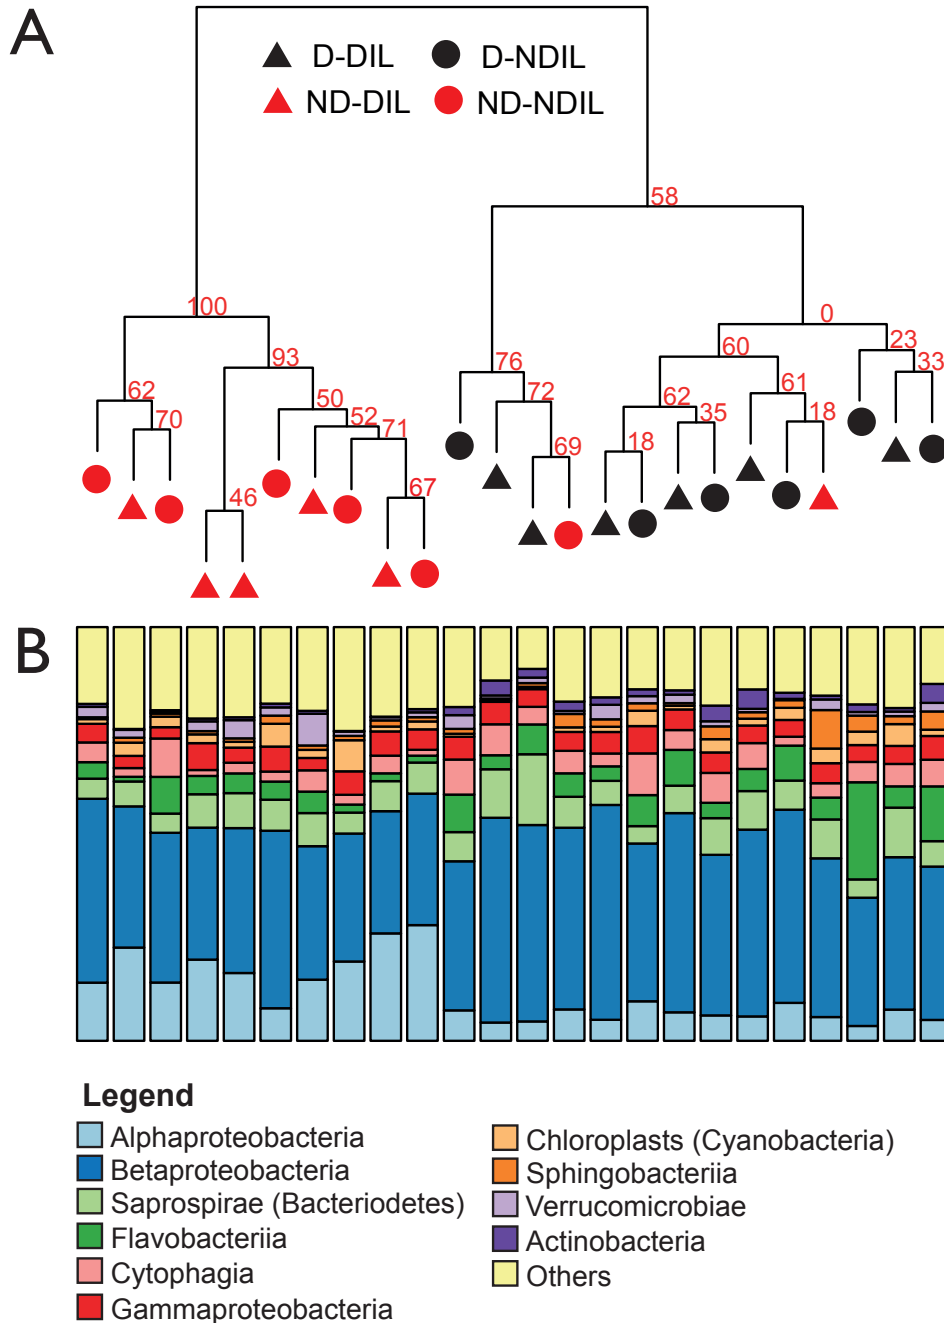 A
D-DIL D-NDIL
ND-DIL ND-NDIL
58
100 0
93 60 23
76 33
62 50 72 62 61
70 52 71 35 18
69 18
46 67
B
Legend
Alphaproteobacteria
Betaproteobacteria
Saprospirae (Bacteriodetes)
Flavobacteriia
Cytophagia
Gammaproteobacteria
Chloroplasts (Cyanobacteria)
Sphingobacteriia
Verrucomicrobiae
Actinobacteria
Others